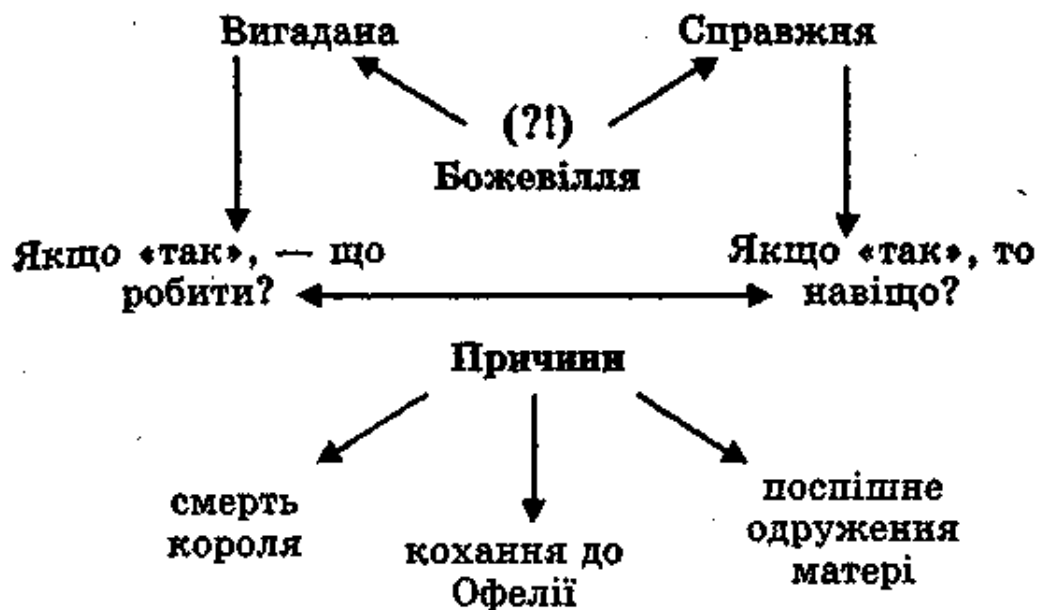 Вигадана
Справжня
(?!)
Божевілля
Якщо «так», — що
робити?
Якщо «так», то
навіщо?
Причини
смерть
короля
кохання до
Офелії
поспішне
одруження
матері